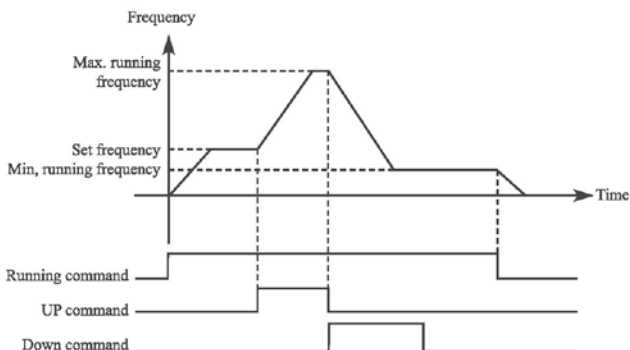 Frequency
Max. running
frequency
Set frequency
Min, running frequency
Time
Running command
UP command
Down command